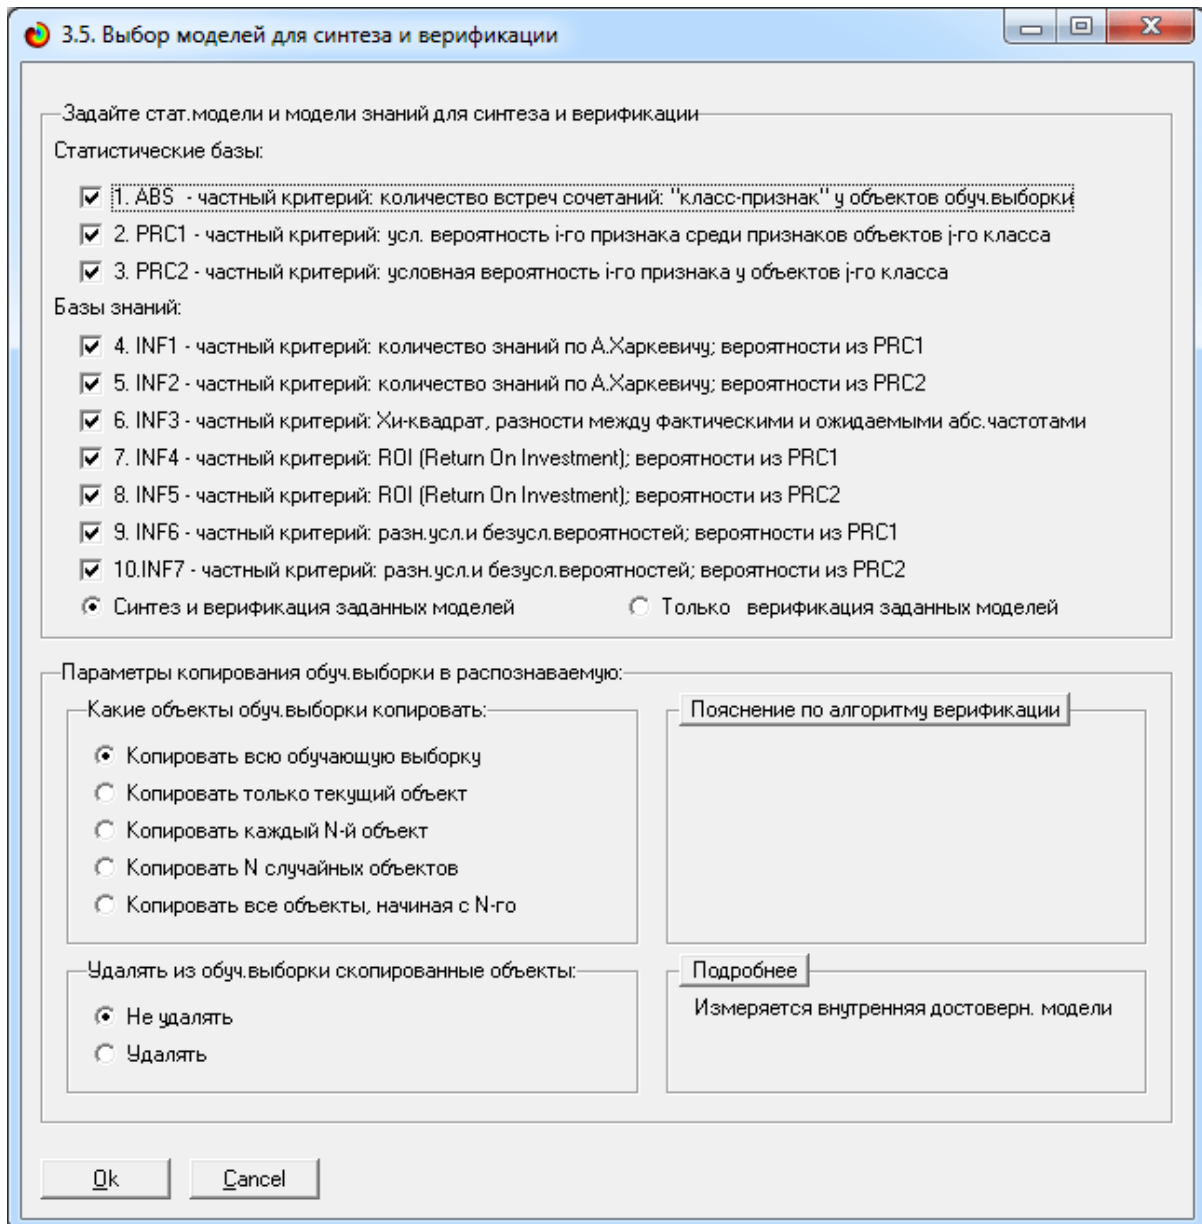 3.5. Выбор моделей для синтеза и верификации
Задайте стат.модели и модели знаний для синтеза и верификации
Статистические базы:
1. ABS - частный критерий: количество встреч сочетаний: "класс-признак" у объектов обуч.выборки
2. PRC1 - частный критерий: усл. вероятность i-го признака среди признаков объектов j-го класса
3. PRC2 - частный критерий: условная вероятность i-го признака у объектов j-го класса
Базы знаний:
4. INF1 - частный критерий: количество знаний по А.Харкевичу; вероятности из PRC1
5. INF2 - частный критерий: количество знаний по А.Харкевичу; вероятности из PRC2
6. INF3 - частный критерий: Хи-квадрат, разности между фактическими и ожидаемыми абс.частотами
7. INF4 - частный критерий: ROI (Return On Investment); вероятности из PRC1
8. INF5 - частный критерий: ROI (Return On Investment); вероятности из PRC2
9. INF6 - частный критерий: разн.усл.и безусл.вероятностей; вероятности из PRC1
10.INF7 - частный критерий: разн.усл.и безусл.вероятностей; вероятности из PRC2
Синтез и верификация заданных моделей Только верификация заданных моделей
Параметры копирования обуч.выборки в распознаваемую:
Какие объекты обуч.выборки копировать:
Копировать всю обучающую выборку
Копировать только текущий объект
Копировать каждый N-й объект
Копировать N случайных объектов
Копировать все объекты, начиная с N-го
Пояснение по алгоритму верификации
Удалять из обуч.выборки скопированные объекты:
Не удалять
Удалять
Подробнее
Измеряется внутренняя достоверн. модели
Ok Cancel